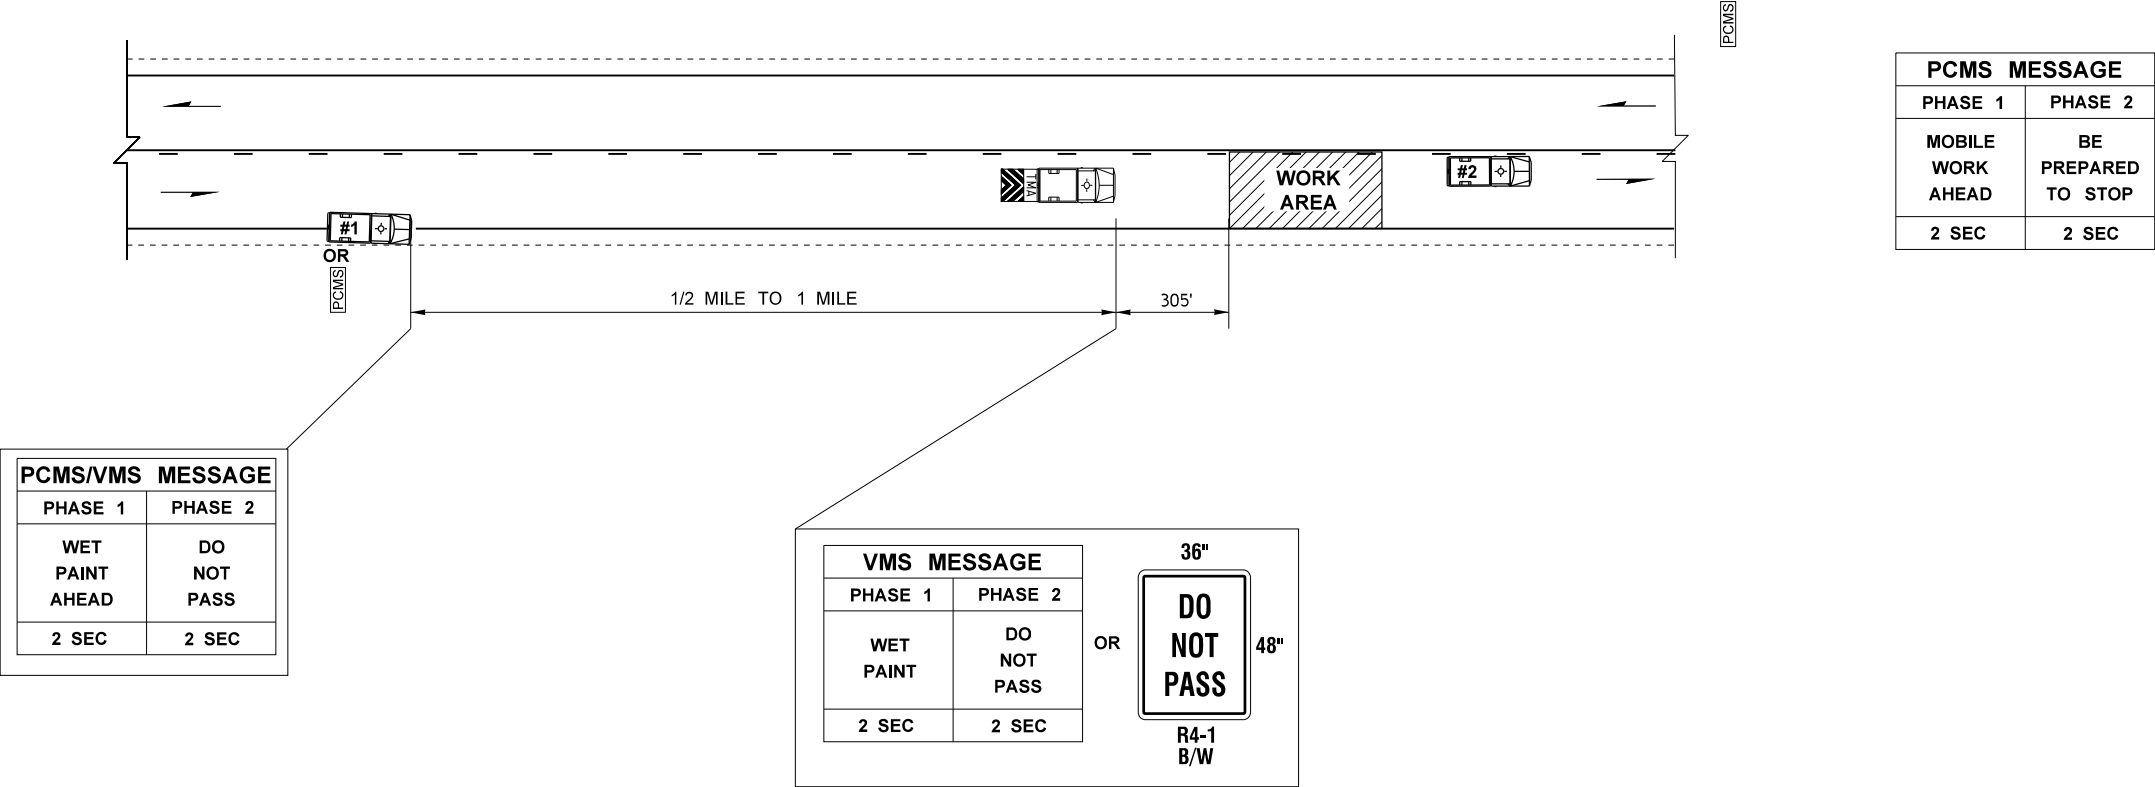 PCMS
PCMS MESSAGE
PHASE 1 PHASE 2
MOBILE BE
WORK PREPARED
AHEAD TO STOP
2 SEC 2 SEC
#1
OR
PCMS
TMA
WORK
AREA
#2
1/2 MILE TO 1 MILE
305'
PCMS/VMS MESSAGE
PHASE 1 PHASE 2
WET DO
PAINT NOT
AHEAD PASS
2 SEC 2 SEC
VMS MESSAGE
PHASE 1 PHASE 2
WET DO
PAINT NOT
PASS
2 SEC 2 SEC
OR
36"
DO
NOT
PASS
48"
R4-1
B/W